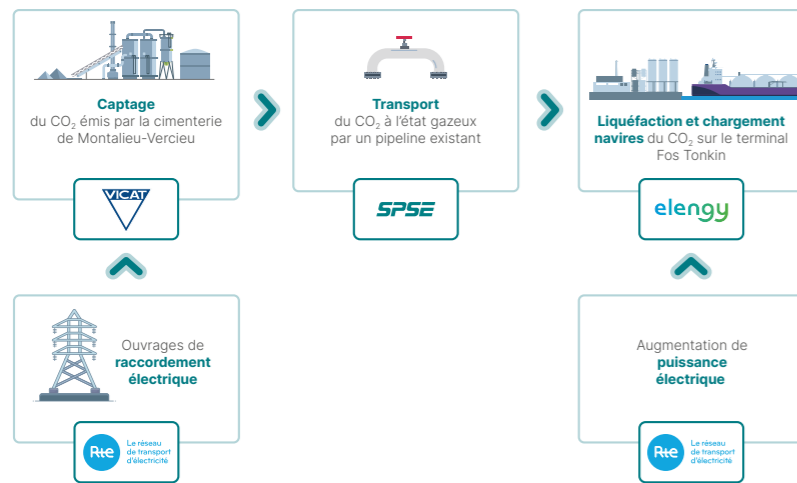 Captage
du CO₂ émis par la cimenterie
de Montalieu-Vercieu
VICAT
Transport
du CO₂ à l'état gazeux
par un pipeline existant
SPSE
Liquéfaction et chargement
navires du CO₂ sur le terminal
Fos Tonkin
elengy
Ouvrages de
raccordement
électrique
Rte
Le réseau
de transport
d'électricité
Augmentation de
puissance
électrique
Rte
Le réseau
de transport
d'électricité